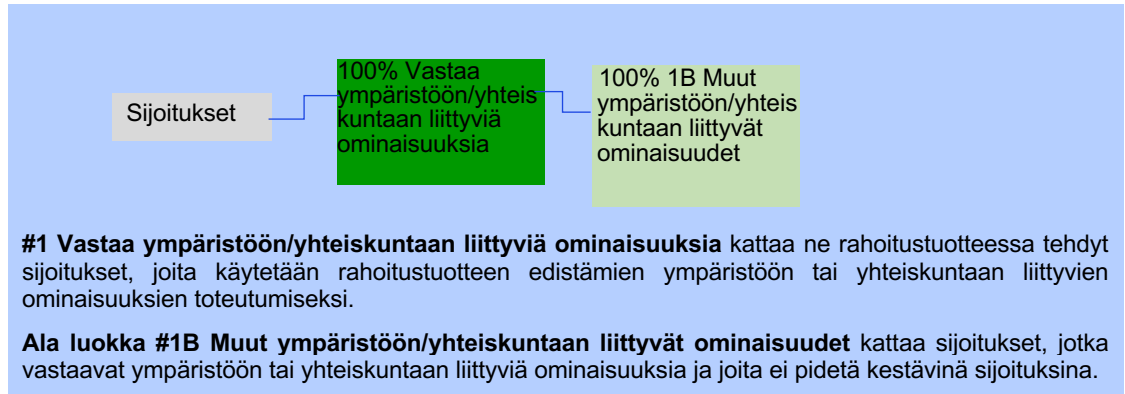 Sijoitukset
100% Vastaa
ympäristöön/yhteis
kuntaan liittyviä
ominaisuuksia
100% 1B Muut
ympäristöön/yhteis
kuntaan liittyvät
ominaisuudet
#1 Vastaa ympäristöön/yhteiskuntaan liittyviä ominaisuuksia kattaa ne rahoitustuotteessa tehdyt
sijoitukset, joita käytetään rahoitustuotteen edistämien ympäristöön tai yhteiskuntaan liittyvien
ominaisuuksien toteutumiseksi.
Ala luokka #1B Muut ympäristöön/yhteiskuntaan liittyvät ominaisuudet kattaa sijoitukset, jotka
vastaavat ympäristöön tai yhteiskuntaan liittyviä ominaisuuksia ja joita ei pidetä kestävinä sijoituksina.